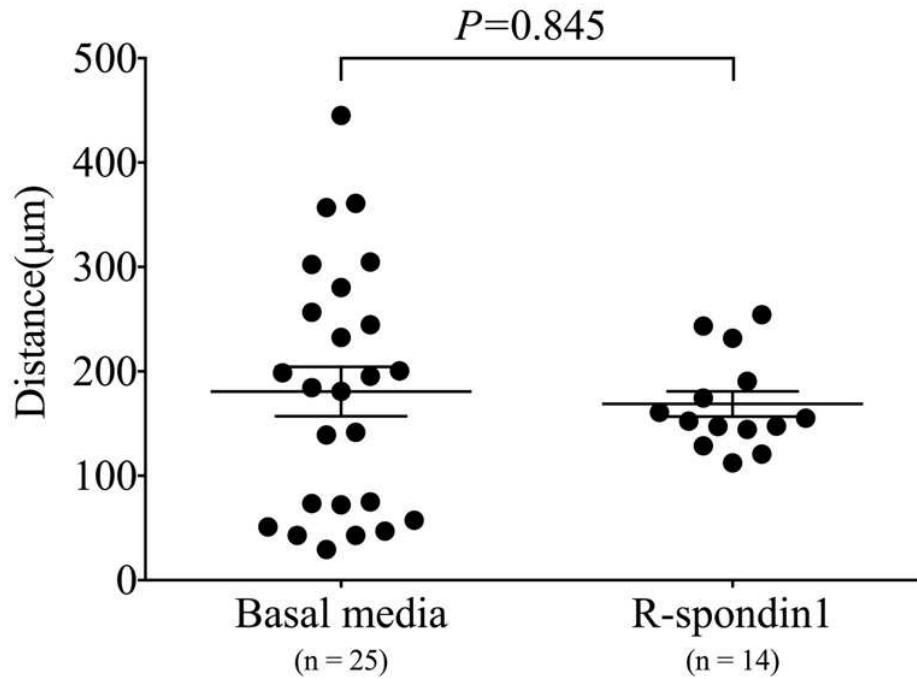 P=0.845
500
400
300
200
100
0
Distance(μm)
Basal media
R-spondin1
(n = 25)
(n = 14)